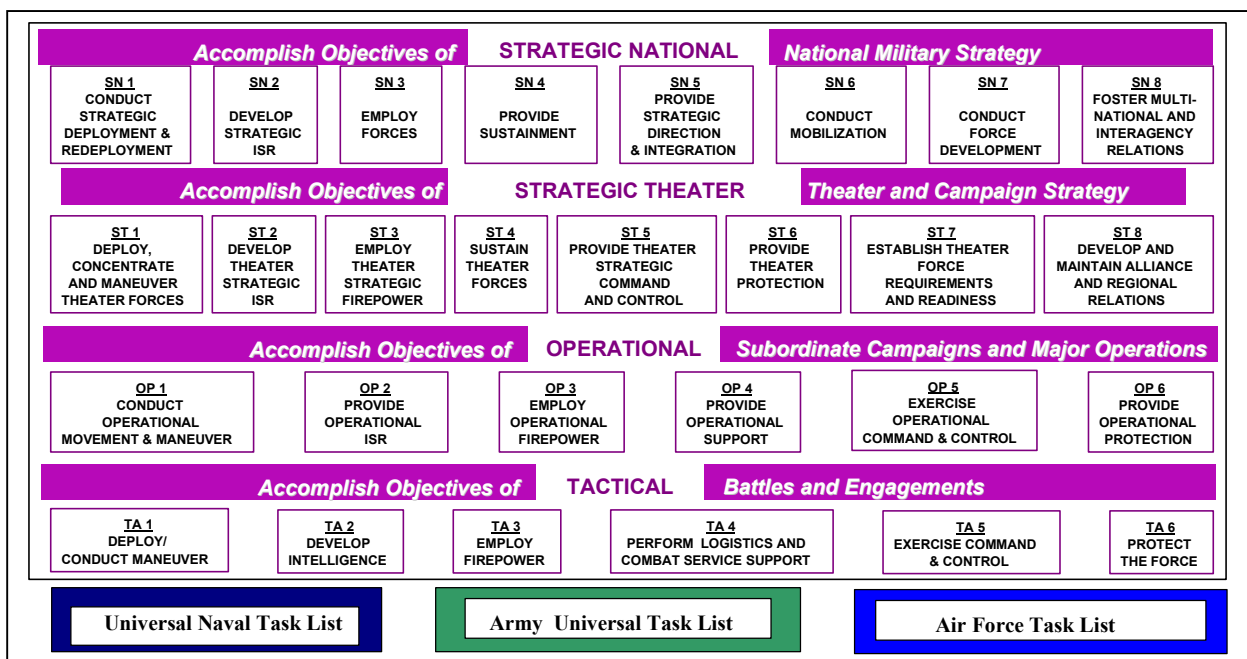 Accomplish Objectives of STRATEGIC NATIONAL National Military Strategy
SN 1
CONDUCT
STRATEGIC
DEPLOYMENT &
REDEPLOYMENT
SN 2
DEVELOP
STRATEGIC
ISR
SN 3
EMPLOY
FORCES
SN 4
PROVIDE
SUSTAINMENT
SN 5
PROVIDE
STRATEGIC
DIRECTION
& INTEGRATION
SN 6
CONDUCT
MOBILIZATION
SN 7
CONDUCT
FORCE
DEVELOPMENT
SN 8
FOSTER MULTI-
NATIONAL AND
INTERAGENCY
RELATIONS
Accomplish Objectives of STRATEGIC THEATER Theater and Campaign Strategy
ST 1
DEPLOY,
CONCENTRATE
AND MANEUVER
THEATER FORCES
ST 2
DEVELOP
THEATER
STRATEGIC
ISR
ST 3
EMPLOY
THEATER
STRATEGIC
FIREPOWER
ST 4
SUSTAIN
THEATER
FORCES
ST 5
PROVIDE THEATER
STRATEGIC
COMMAND
AND CONTROL
ST 6
PROVIDE
THEATER
PROTECTION
ST 7
ESTABLISH THEATER
FORCE
REQUIREMENTS
AND READINESS
ST 8
DEVELOP AND
MAINTAIN ALLIANCE
AND REGIONAL
RELATIONS
Accomplish Objectives of OPERATIONAL Subordinate Campaigns and Major Operations
OP 1
CONDUCT
OPERATIONAL
MOVEMENT & MANEUVER
OP 2
PROVIDE
OPERATIONAL
ISR
OP 3
EMPLOY
OPERATIONAL
FIREPOWER
OP 4
PROVIDE
OPERATIONAL
SUPPORT
OP 5
EXERCISE
OPERATIONAL
COMMAND & CONTROL
OP 6
PROVIDE
OPERATIONAL
PROTECTION
Accomplish Objectives of TACTICAL Battles and Engagements
TA 1
DEPLOY/
CONDUCT MANEUVER
TA 2
DEVELOP
INTELLIGENCE
TA 3
EMPLOY
FIREPOWER
TA 4
PERFORM LOGISTICS AND
COMBAT SERVICE SUPPORT
TA 5
EXERCISE COMMAND
& CONTROL
TA 6
PROTECT
THE FORCE
Universal Naval Task List
Army Universal Task List
Air Force Task List